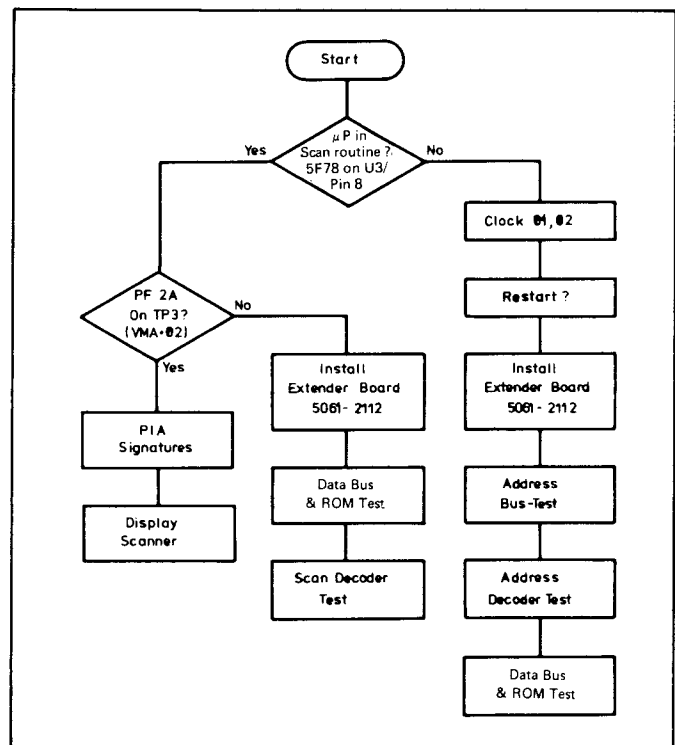 Start
μP in
Scan routine ?
5F78 on U3/
Pin 8
Yes
No
Clock Ø1,Ø2
Restart ?
PF 2A
On TP3?
(VMA•Ø2)
No
Yes
Install
Extender Board
5061-2112
Install
Extender Board
5061-2112
PIA
Signatures
Data Bus
& ROM Test
Address
Bus-Test
Display
Scanner
Scan Decoder
Test
Address
Decoder Test
Data Bus
& ROM Test